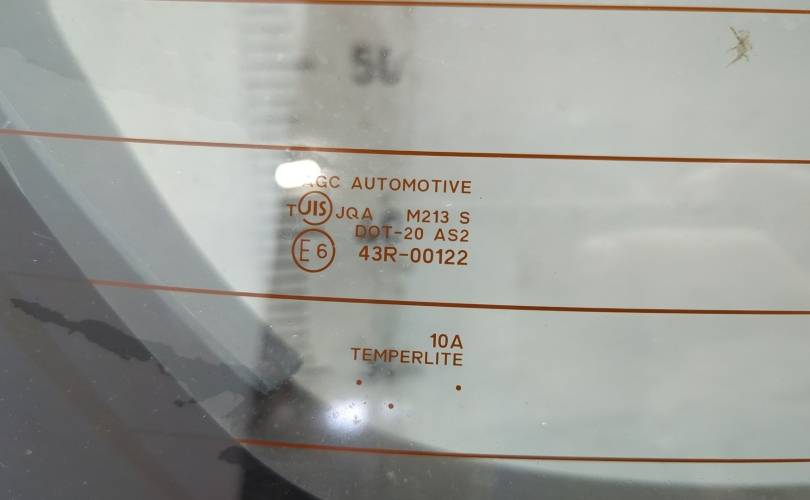 AGC AUTOMOTIVE
T JIS JQA M213 S
DOT-20 AS2
E6 43R-00122
10A
TEMPERLITE